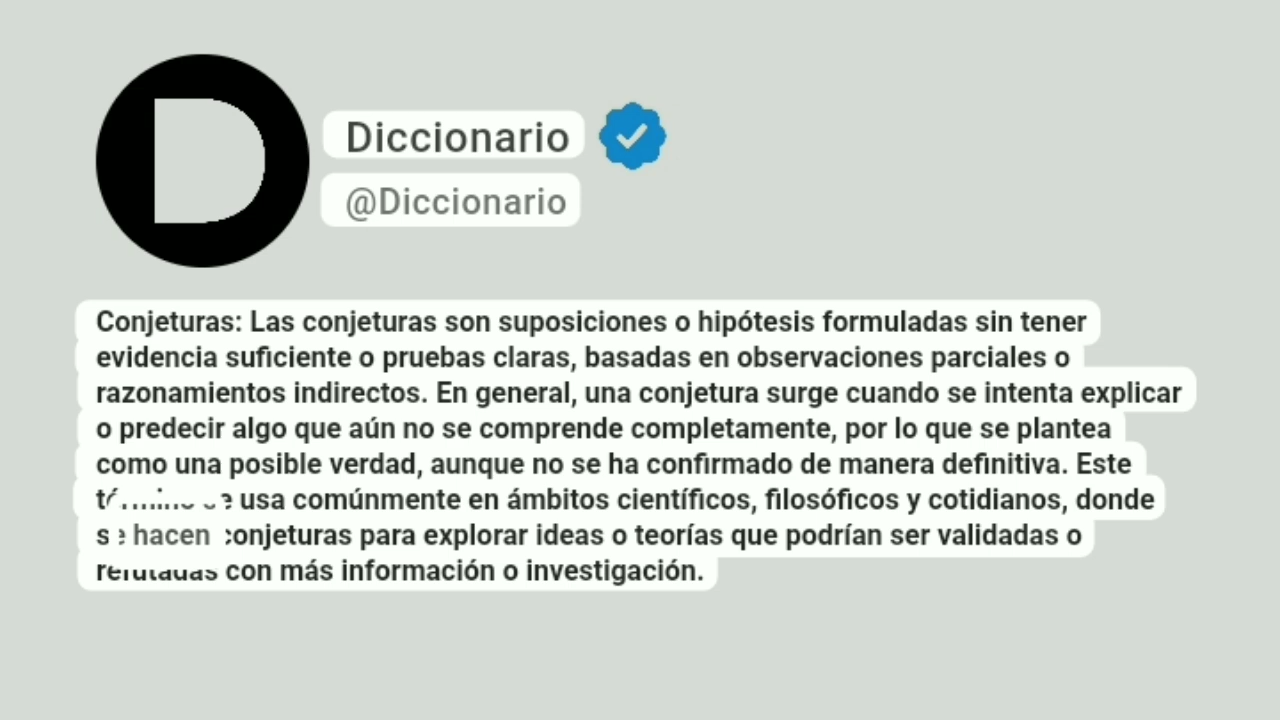 D
Diccionario
@Diccionario
Conjeturas: Las conjeturas son suposiciones o hipótesis formuladas sin tener
evidencia suficiente o pruebas claras, basadas en observaciones parciales o
razonamientos indirectos. En general, una conjetura surge cuando se intenta explicar
o predecir algo que aún no se comprende completamente, por lo que se plantea
como una posible verdad, aunque no se ha confirmado de manera definitiva. Este
término se usa comúnmente en ámbitos científicos, filosóficos y cotidianos, donde
se hacen conjeturas para explorar ideas o teorías que podrían ser validadas o
refutadas con más información o investigación.